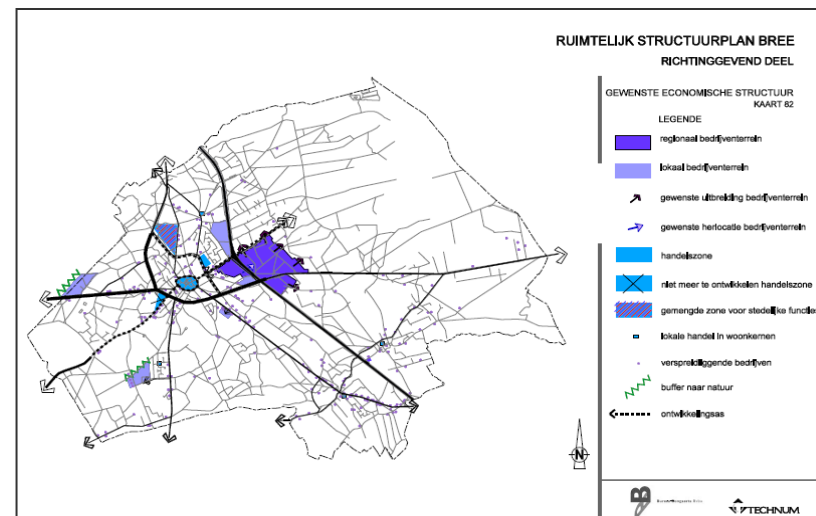 RUIMTELIJK STRUCTUURPLAN BREE
RICHTINGGEVEND DEEL
GEWENSTE ECONOMISCHE STRUCTUUR
KAART 82
LEGENDE
regionaal bedrijventerrein
lokaal bedrijventerrein
gewenste uitbreiding bedrijventerrein
gewenste herlocatie bedrijventerrein
handelszone
niet meer te ontwikkelen handelszone
gemengde zone voor stedelijke functies
lokale handel in woonkernen
verspreidliggende bedrijven
buffer naar natuur
ontwikkelingsas
N
B
TECHNUM